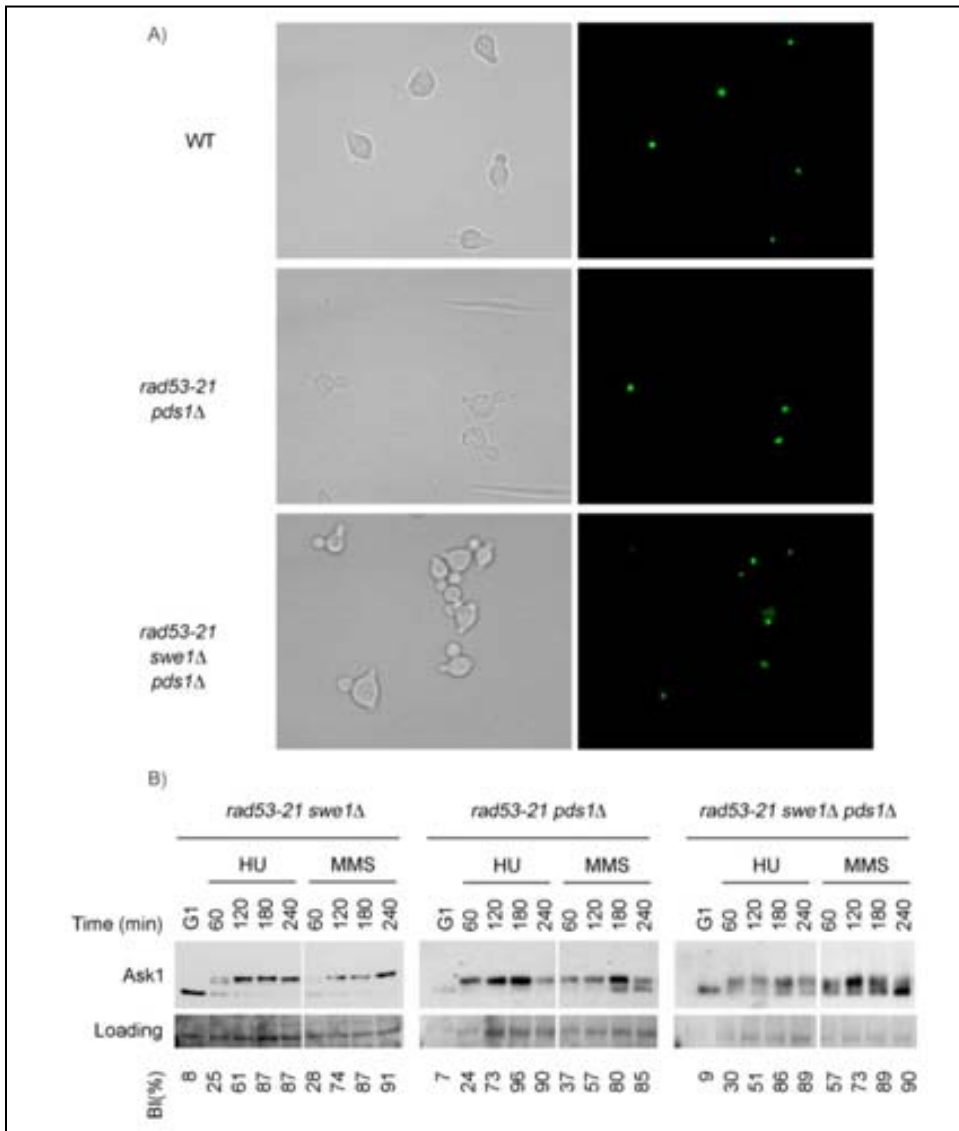 A)
WT
rad53-21
pds1Δ
rad53-21
swe1Δ
pds1Δ
B)
rad53-21 swe1Δ rad53-21 pds1Δ rad53-21 swe1Δ pds1Δ
HU MMS HU MMS HU MMS
Time (min) G1 60 120 180 240 60 120 180 240 G1 60 120 180 240 60 120 180 240 G1 60 120 180 240 60 120 180 240
Ask1
Loading
BI(%) 8 25 61 87 87 28 74 87 91 7 24 73 96 90 37 57 80 85 9 30 51 86 89 57 73 89 90